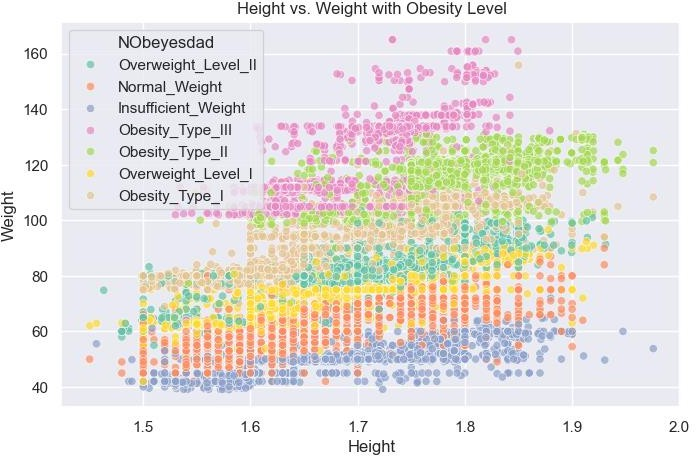 Height vs. Weight with Obesity Level
NObeyesdad
Overweight_Level_II
Normal_Weight
Insufficient_Weight
Obesity_Type_III
Obesity_Type_II
Overweight_Level_I
Obesity_Type_I
Weight
160
140
120
100
80
60
40
1.5 1.6 1.7 1.8 1.9 2.0
Height